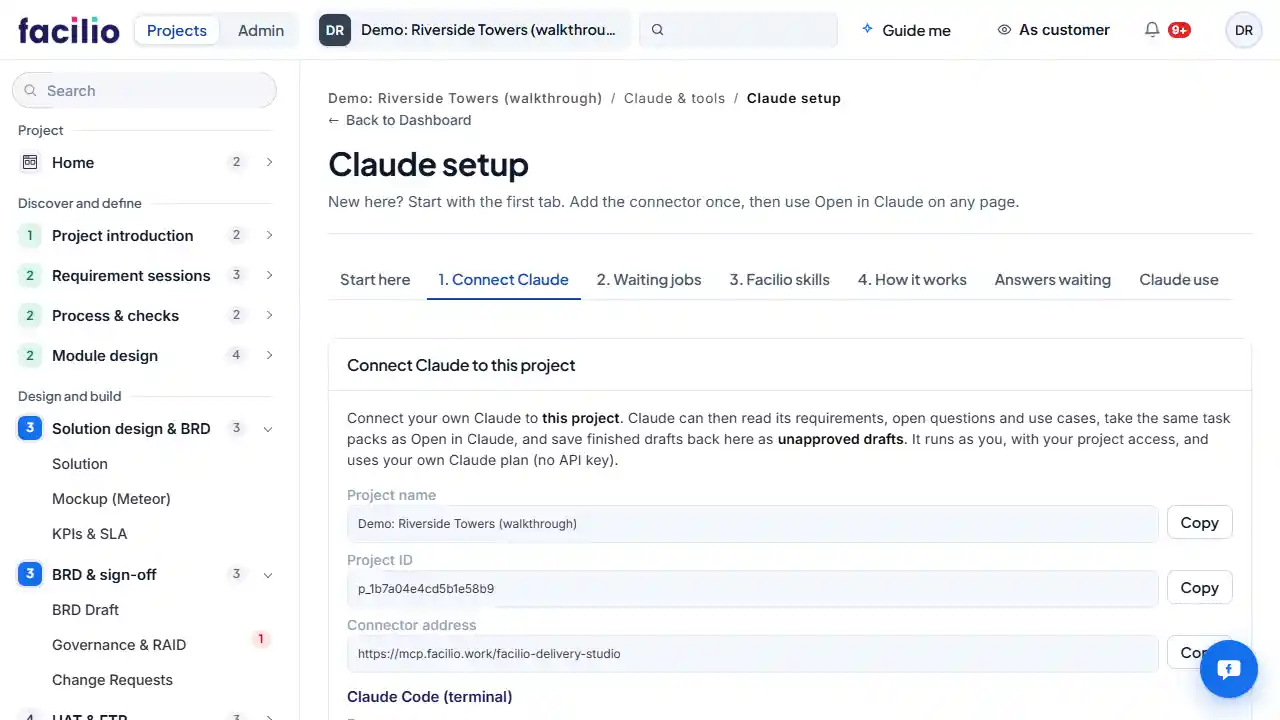 facilio
Projects
Admin
DR
Demo: Riverside Towers (walkthrou...
Guide me
As customer
9+
DR
Search
Project
Home 2
Discover and define
1 Project introduction 2
2 Requirement sessions 3
2 Process & checks 2
2 Module design 4
Design and build
3 Solution design & BRD 3
Solution
Mockup (Meteor)
KPIs & SLA
3 BRD & sign-off 3
BRD Draft
Governance & RAID 1
Change Requests
Demo: Riverside Towers (walkthrough) / Claude & tools / Claude setup
← Back to Dashboard
Claude setup
New here? Start with the first tab. Add the connector once, then use Open in Claude on any page.
Start here
1. Connect Claude
2. Waiting jobs
3. Facilio skills
4. How it works
Answers waiting
Claude use
Connect Claude to this project
Connect your own Claude to this project. Claude can then read its requirements, open questions and use cases, take the same task
packs as Open in Claude, and save finished drafts back here as unapproved drafts. It runs as you, with your project access, and
uses your own Claude plan (no API key).
Project name
Demo: Riverside Towers (walkthrough)
Copy
Project ID
p_1b7a04e4cd5b1e58b9
Copy
Connector address
https://mcp.facilio.work/facilio-delivery-studio
Claude Code (terminal)